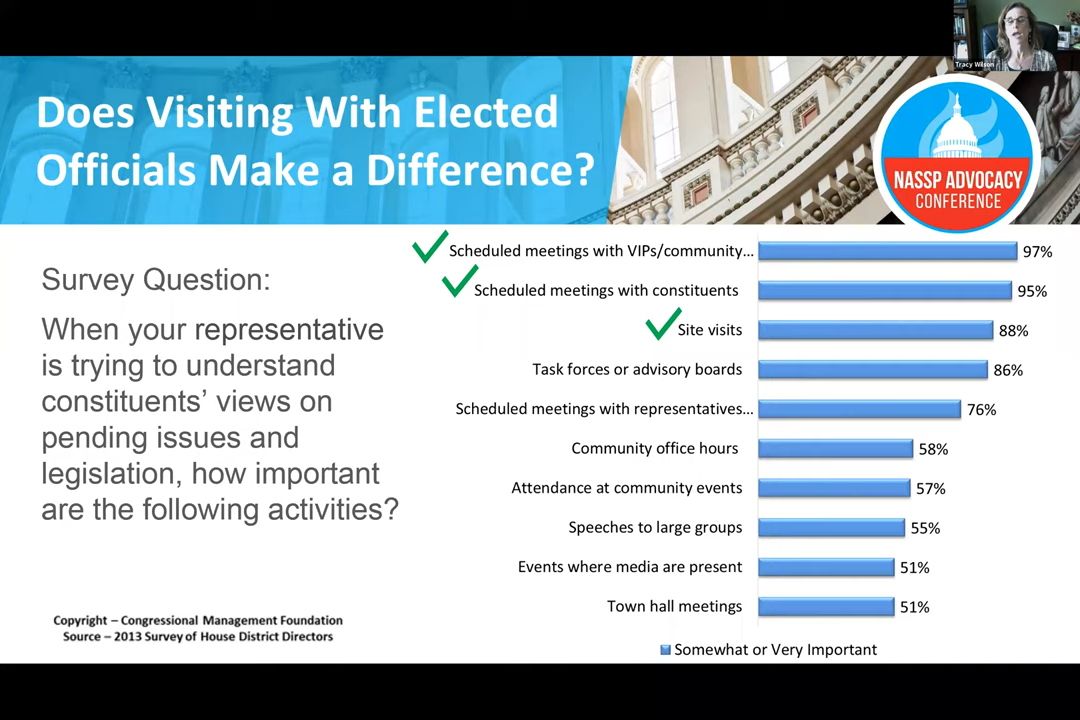 Tracy Wilson
Does Visiting With Elected
Officials Make a Difference?
NASSP ADVOCACY
CONFERENCE
Survey Question:
When your representative
is trying to understand
constituents’ views on
pending issues and
legislation, how important
are the following activities?
Copyright – Congressional Management Foundation
Source – 2013 Survey of House District Directors
Scheduled meetings with VIPs/community... 97%
Scheduled meetings with constituents 95%
Site visits 88%
Task forces or advisory boards 86%
Scheduled meetings with representatives... 76%
Community office hours 58%
Attendance at community events 57%
Speeches to large groups 55%
Events where media are present 51%
Town hall meetings 51%
Somewhat or Very Important